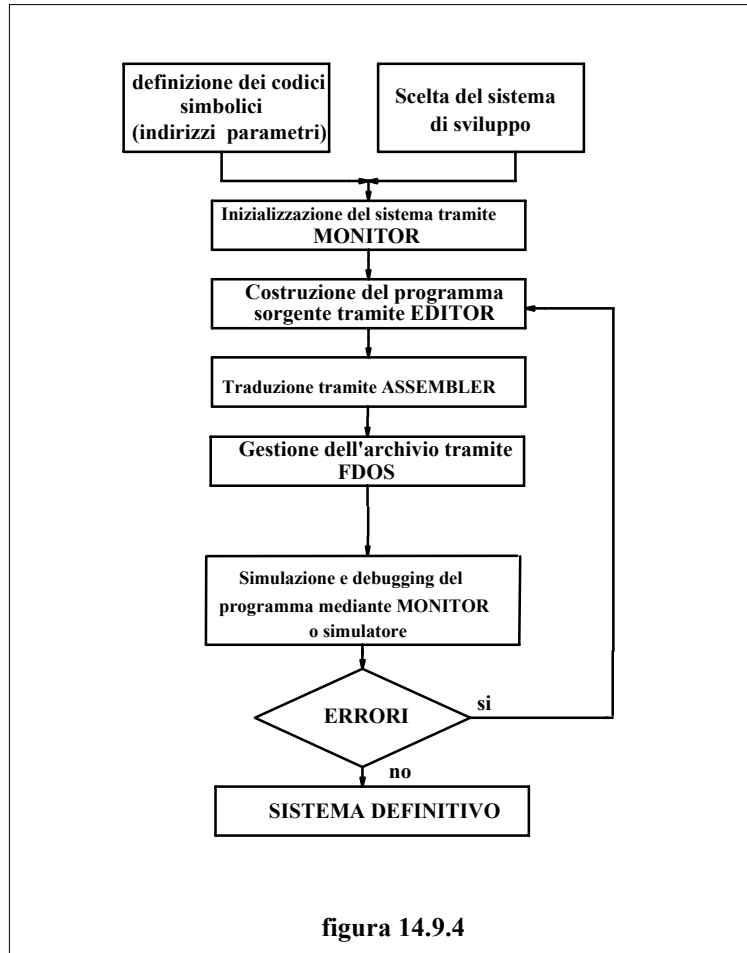 definizione dei codici
simbolici
(indirizzi parametri)
Scelta del sistema
di sviluppo
Inizializzazione del sistema tramite
MONITOR
Costruzione del programma
sorgente tramite EDITOR
Traduzione tramite ASSEMBLER
Gestione dell'archivio tramite
FDOS
Simulazione e debugging del
programma mediante MONITOR
o simulatore
ERRORI
si
no
SISTEMA DEFINITIVO
figura 14.9.4